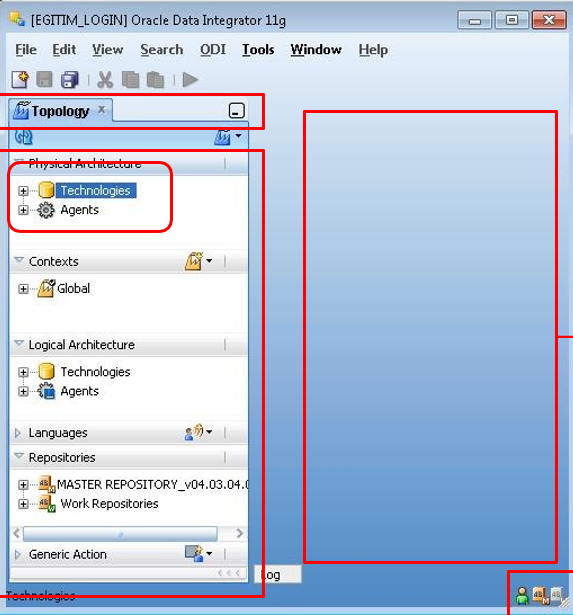 [EGITIM_LOGIN] Oracle Data Integrator 11g
File Edit View Search ODI Tools Window Help
Topology
Physical Architecture
Technologies
Agents
Contexts
Global
Logical Architecture
Technologies
Agents
Languages
Repositories
MASTER REPOSITORY_v04.03.04.0
Work Repositories
Generic Action
Log
Technologies